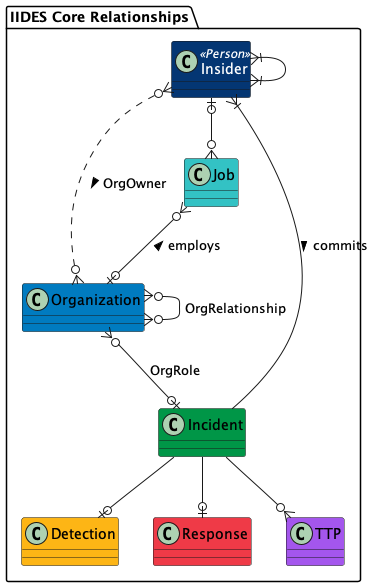 IIDES Core Relationships
«Person»
C Insider
OrgOwner
C Job
employs
commits
C Organization
OrgRelationship
OrgRole
C Incident
C Detection
C Response
C TTP